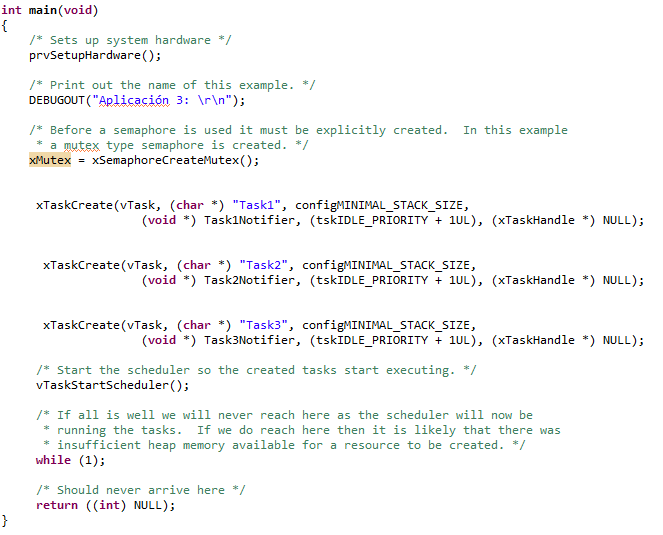 int main(void)
{
    /* Sets up system hardware */
    prvSetupHardware();

    /* Print out the name of this example. */
    DEBUGOUT("Aplicación 3: \r\n");

    /* Before a semaphore is used it must be explicitly created.  In this example
     * a mutex type semaphore is created. */
    xMutex = xSemaphoreCreateMutex();


     xTaskCreate(vTask, (char *) "Task1", configMINIMAL_STACK_SIZE,
                    (void *) Task1Notifier, (tskIDLE_PRIORITY + 1UL), (xTaskHandle *) NULL);


      xTaskCreate(vTask, (char *) "Task2", configMINIMAL_STACK_SIZE,
                    (void *) Task2Notifier, (tskIDLE_PRIORITY + 1UL), (xTaskHandle *) NULL);


      xTaskCreate(vTask, (char *) "Task3", configMINIMAL_STACK_SIZE,
                    (void *) Task3Notifier, (tskIDLE_PRIORITY + 1UL), (xTaskHandle *) NULL);

     /* Start the scheduler so the created tasks start executing. */
     vTaskStartScheduler();

     /* If all is well we will never reach here as the scheduler will now be
      * running the tasks.  If we do reach here then it is likely that there was
      * insufficient heap memory available for a resource to be created. */
     while (1);

     /* Should never arrive here */
     return ((int) NULL);
}